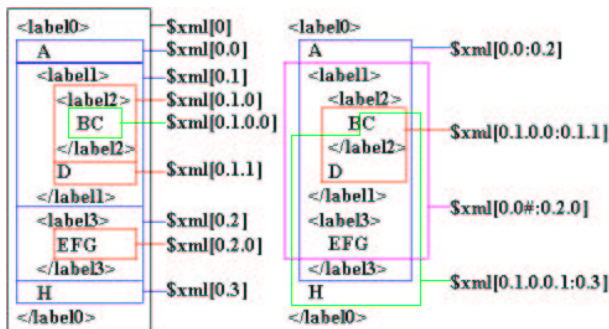 <label0>
$xml[0]
A
$xml[0.0]
<label1>
$xml[0.1]
<label2>
$xml[0.1.0]
BC
$xml[0.1.0.0]
</label2>
D
$xml[0.1.1]
</label1>
<label3>
$xml[0.2]
EFG
$xml[0.2.0]
</label3>
H
$xml[0.3]
</label0>
<label0>
A
$xml[0.0:0.2]
<label1>
<label2>
BC
$xml[0.1.0.0:0.1.1]
</label2>
D
</label1>
$xml[0.0#:0.2.0]
<label3>
EFG
</label3>
$xml[0.1.0.0.1:0.3]
H
</label0>